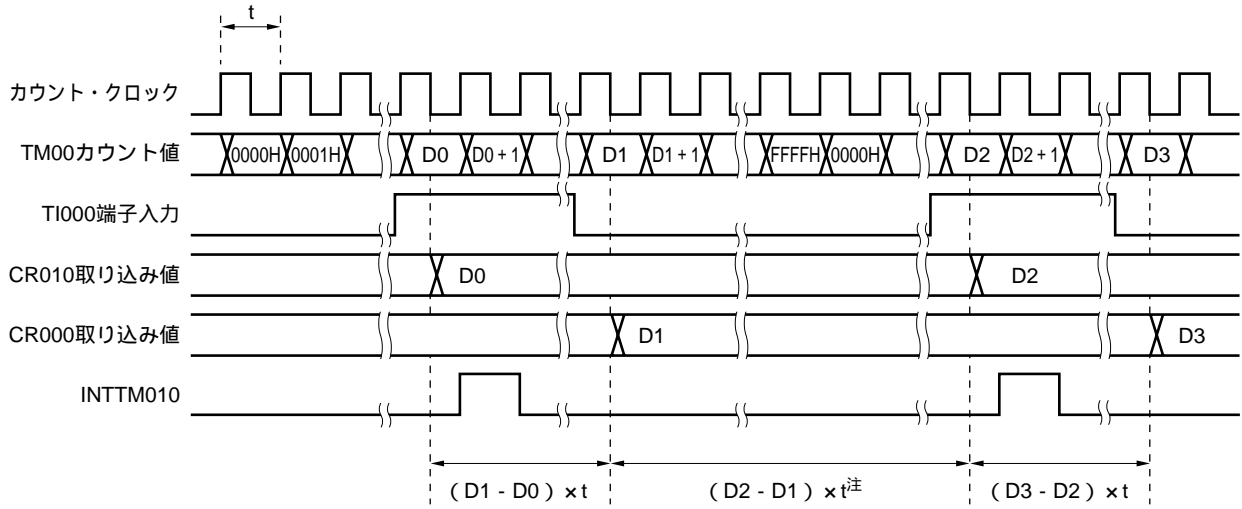 t
カウント・クロック
TM00カウント値
0000H 0001H D0 D0 + 1 D1 D1 + 1 FFFFH 0000H D2 D2 + 1 D3
TI000端子入力
CR010取り込み値
D0 D2
CR000取り込み値
D1 D3
INTTM010
(D1 - D0) × t (D2 - D1) × t注 (D3 - D2) × t